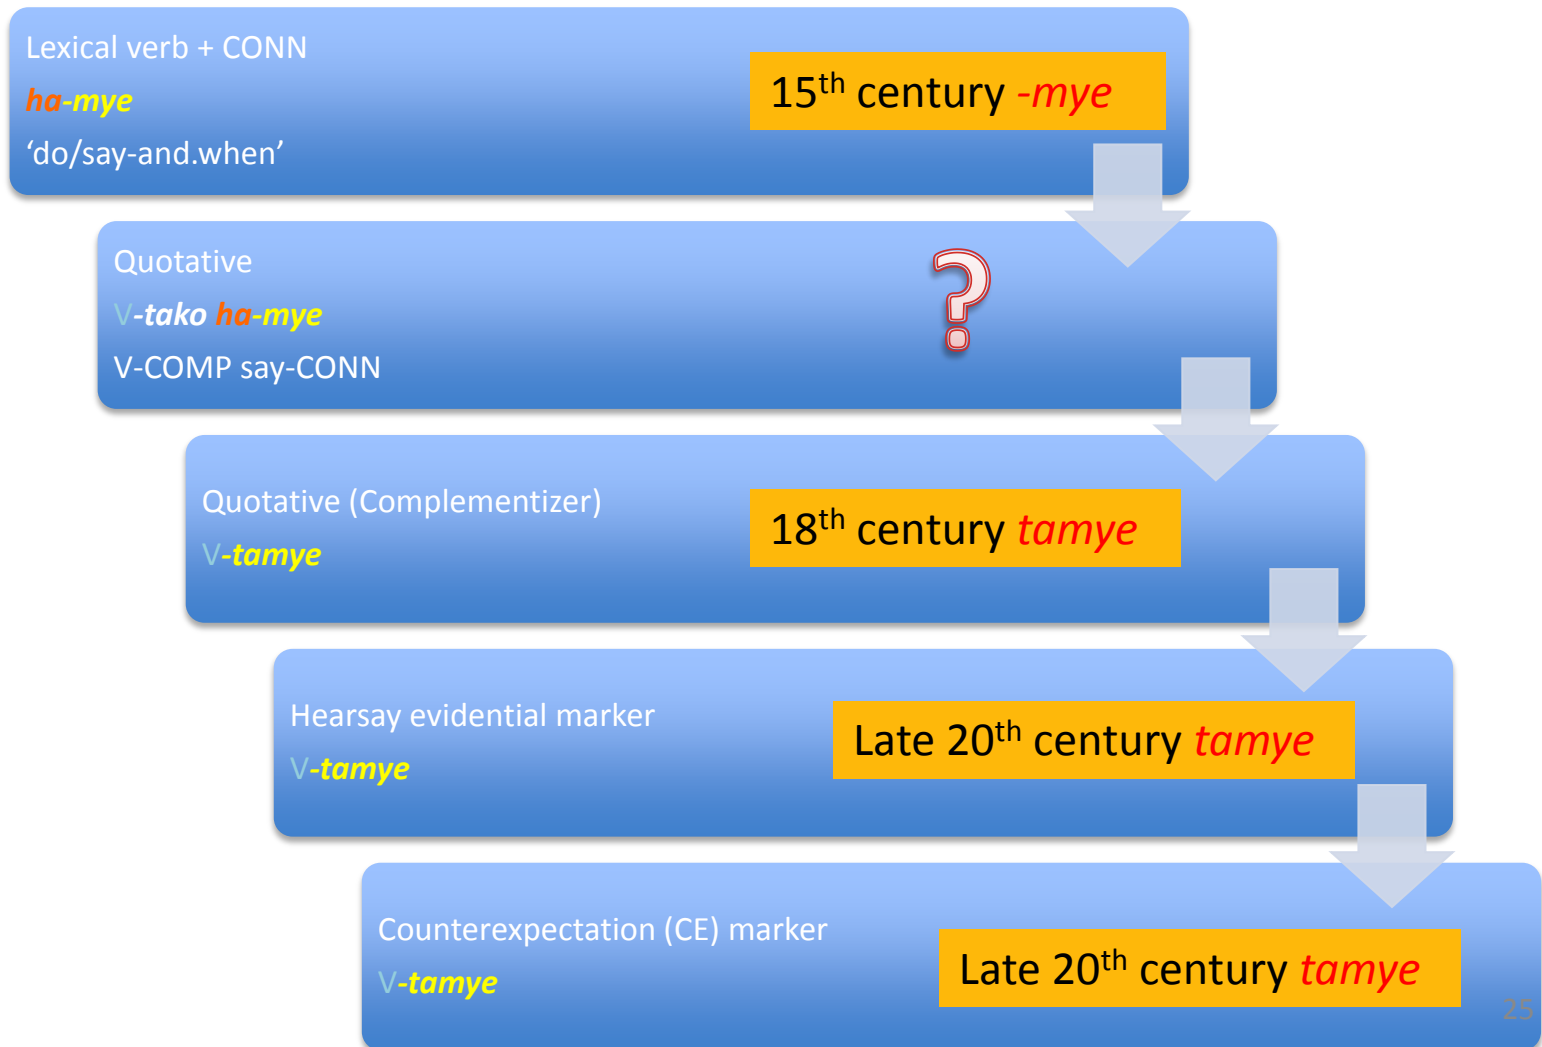 Lexical verb + CONN
ha-mye
‘do/say-and.when’
15th century -mye
Quotative
V-tako ha-mye
V-COMP say-CONN
?
Quotative (Complementizer)
V-tamye
18th century tamye
Hearsay evidential marker
V-tamye
Late 20th century tamye
Counterexpectation (CE) marker
V-tamye
Late 20th century tamye
25